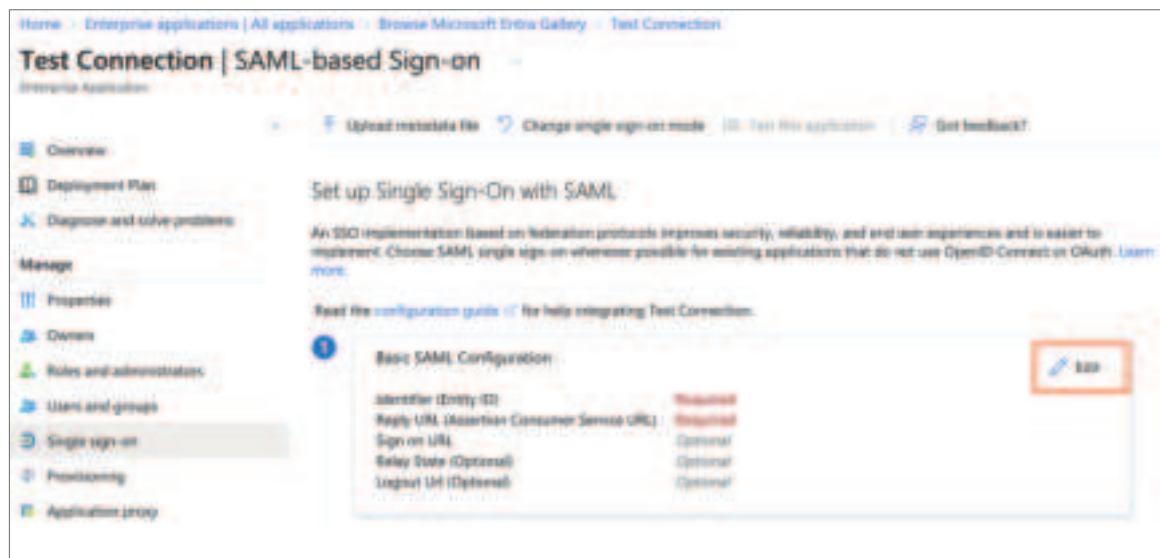 Home > Enterprise applications | All applications > Browse Microsoft Entra Gallery > Test Connection
Test Connection | SAML-based Sign-on
Enterprise Application
Upload metadata file Change single sign-on mode Test this application Got feedback?
Overview
Deployment Plan
Diagnose and solve problems
Manage
Properties
Owners
Roles and administrators
Users and groups
Single sign-on
Provisioning
Application proxy
Set up Single Sign-On with SAML
An SSO implementation based on federation protocols improves security, reliability, and end user experiences and is easier to
implement. Choose SAML single sign-on whenever possible for existing applications that do not use OpenID Connect or OAuth. Learn
more.
Read the configuration guide for help integrating Test Connection.
1
Basic SAML Configuration
Edit
Identifier (Entity ID) Required
Reply URL (Assertion Consumer Service URL) Required
Sign on URL Optional
Relay State (Optional) Optional
Logout Url (Optional) Optional